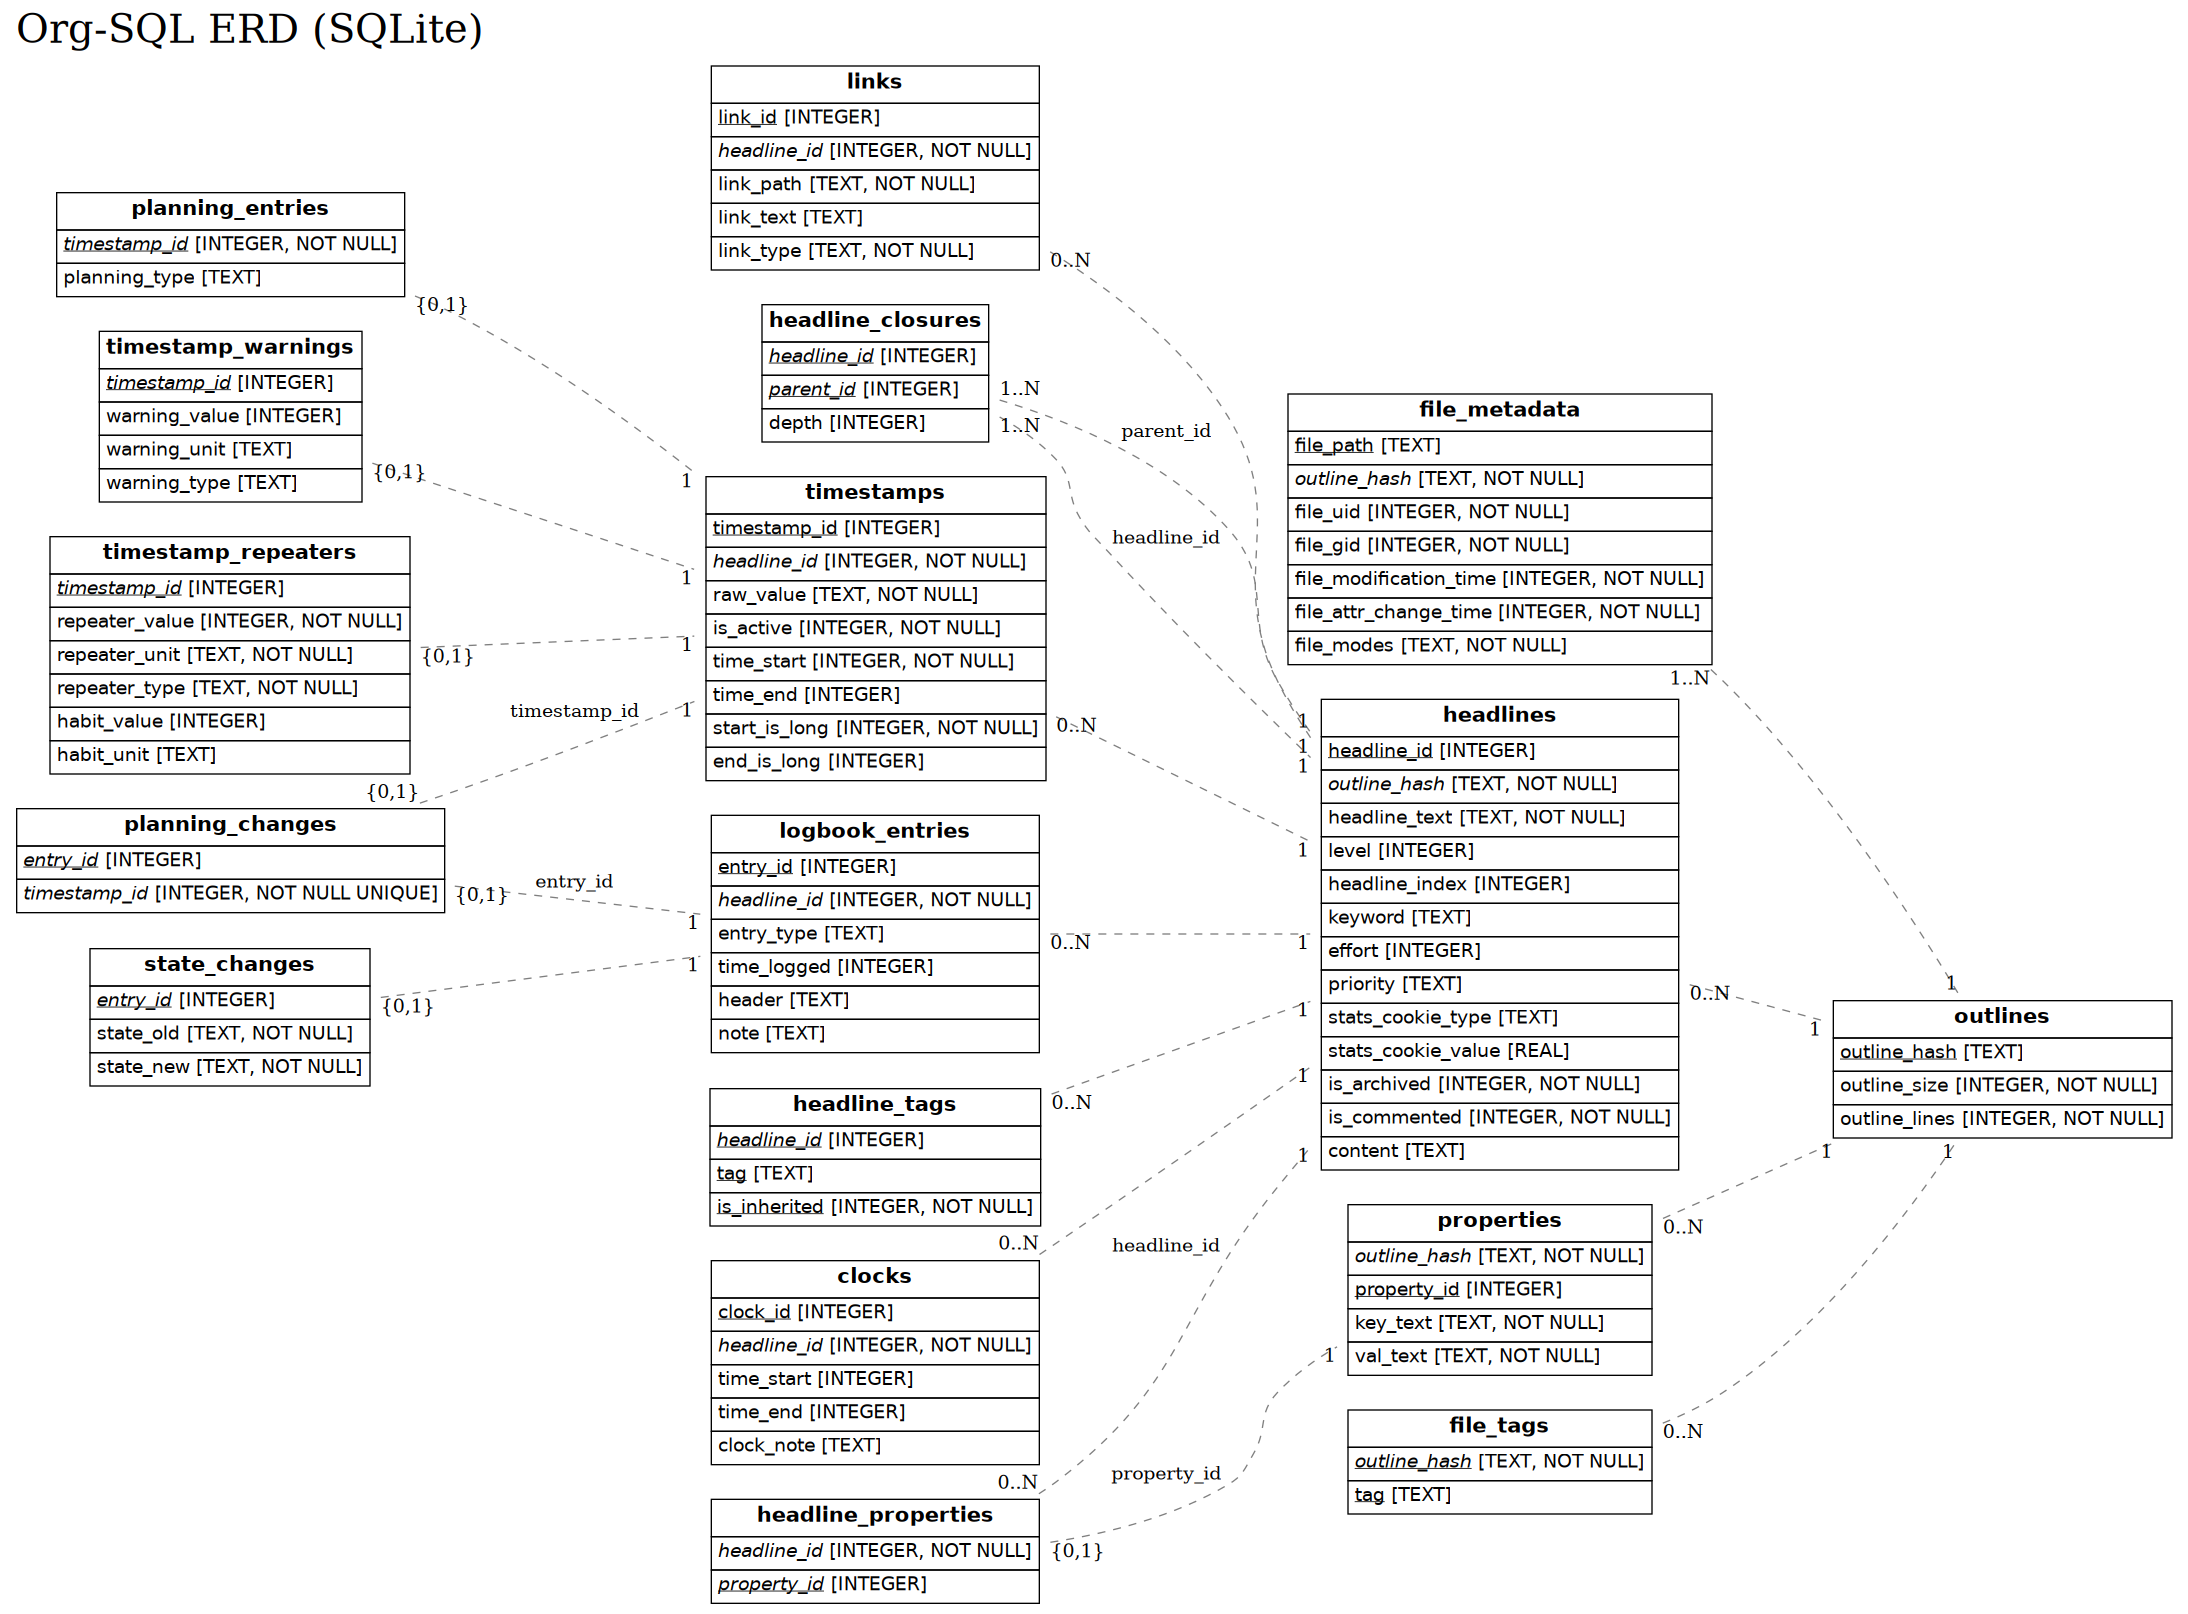 Org-SQL ERD (SQLite)
links
link_id [INTEGER]
headline_id [INTEGER, NOT NULL]
link_path [TEXT, NOT NULL]
link_text [TEXT]
link_type [TEXT, NOT NULL]
0..N
planning_entries
timestamp_id [INTEGER, NOT NULL]
planning_type [TEXT]
{0,1}
1
timestamp_warnings
timestamp_id [INTEGER]
warning_value [INTEGER]
warning_unit [TEXT]
warning_type [TEXT]
{0,1}
1
timestamp_repeaters
timestamp_id [INTEGER]
repeater_value [INTEGER, NOT NULL]
repeater_unit [TEXT, NOT NULL]
repeater_type [TEXT, NOT NULL]
habit_value [INTEGER]
habit_unit [TEXT]
{0,1}
1
timestamp_id
1
{0,1}
planning_changes
entry_id [INTEGER]
timestamp_id [INTEGER, NOT NULL UNIQUE]
{0,1}
entry_id
1
state_changes
entry_id [INTEGER]
state_old [TEXT, NOT NULL]
state_new [TEXT, NOT NULL]
{0,1}
1
headline_closures
headline_id [INTEGER]
parent_id [INTEGER]
depth [INTEGER]
1..N
1..N
parent_id
headline_id
timestamps
timestamp_id [INTEGER]
headline_id [INTEGER, NOT NULL]
raw_value [TEXT, NOT NULL]
is_active [INTEGER, NOT NULL]
time_start [INTEGER, NOT NULL]
time_end [INTEGER]
start_is_long [INTEGER, NOT NULL]
end_is_long [INTEGER]
0..N
logbook_entries
entry_id [INTEGER]
headline_id [INTEGER, NOT NULL]
entry_type [TEXT]
time_logged [INTEGER]
header [TEXT]
note [TEXT]
0..N
headline_tags
headline_id [INTEGER]
tag [TEXT]
is_inherited [INTEGER, NOT NULL]
0..N
0..N
clocks
clock_id [INTEGER]
headline_id [INTEGER, NOT NULL]
time_start [INTEGER]
time_end [INTEGER]
clock_note [TEXT]
0..N
headline_id
headline_properties
headline_id [INTEGER, NOT NULL]
property_id [INTEGER]
{0,1}
property_id
1
file_metadata
file_path [TEXT]
outline_hash [TEXT, NOT NULL]
file_uid [INTEGER, NOT NULL]
file_gid [INTEGER, NOT NULL]
file_modification_time [INTEGER, NOT NULL]
file_attr_change_time [INTEGER, NOT NULL]
file_modes [TEXT, NOT NULL]
1..N
1
headlines
headline_id [INTEGER]
outline_hash [TEXT, NOT NULL]
headline_text [TEXT, NOT NULL]
level [INTEGER]
headline_index [INTEGER]
keyword [TEXT]
effort [INTEGER]
priority [TEXT]
stats_cookie_type [TEXT]
stats_cookie_value [REAL]
is_archived [INTEGER, NOT NULL]
is_commented [INTEGER, NOT NULL]
content [TEXT]
1
1
1
1
1
1
1
1
0..N
1
outlines
outline_hash [TEXT]
outline_size [INTEGER, NOT NULL]
outline_lines [INTEGER, NOT NULL]
1
1
properties
outline_hash [TEXT, NOT NULL]
property_id [INTEGER]
key_text [TEXT, NOT NULL]
val_text [TEXT, NOT NULL]
0..N
file_tags
outline_hash [TEXT, NOT NULL]
tag [TEXT]
0..N